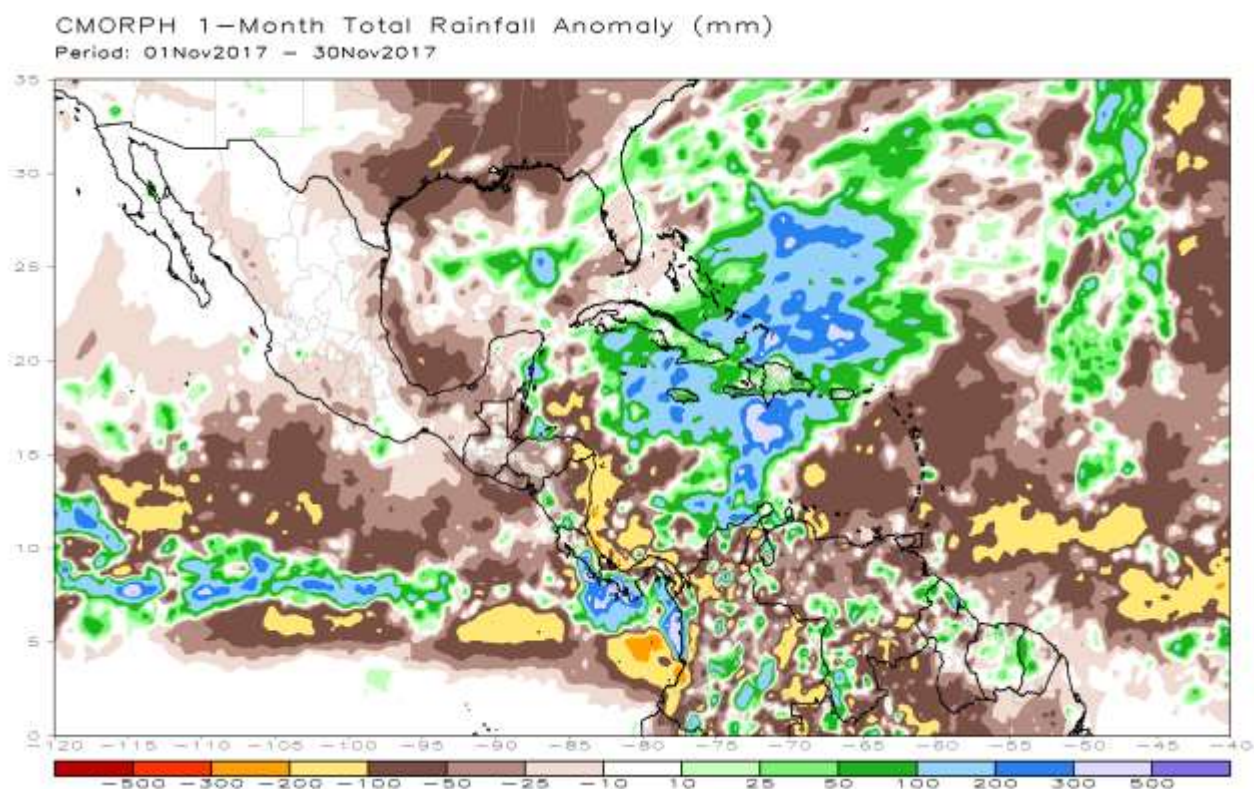 CMORPH 1-Month Total Rainfall Anomaly (mm)
Period: 01Nov2017 - 30Nov2017
35
30
25
20
15
10
5
0
-120 -115 -110 -105 -100 -95 -90 -85 -80 -75 -70 -65 -60 -55 -50 -45 -40
-500 -300 -200 -100 -50 -25 -10 10 25 50 100 200 300 500